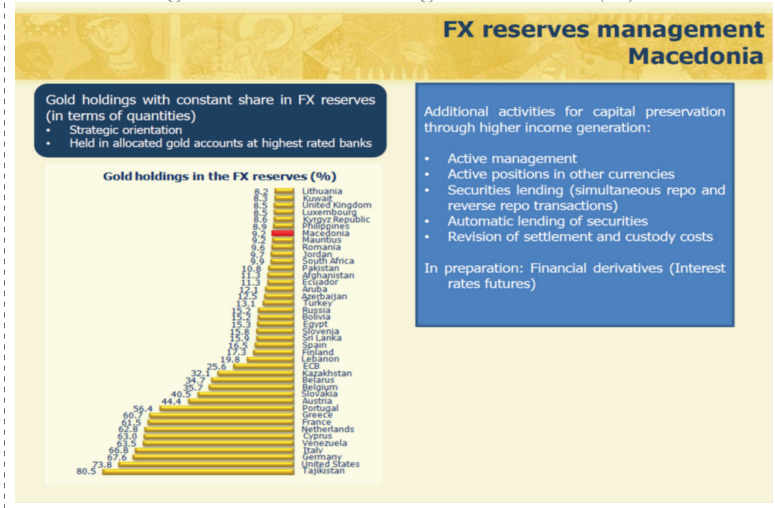 FX reserves management
Macedonia
Gold holdings with constant share in FX reserves
(in terms of quantities)
• Strategic orientation
• Held in allocated gold accounts at highest rated banks
Gold holdings in the FX reserves (%)
8.2 Lithuania
8.3 Kuwait
8.5 United Kingdom
8.5 Luxembourg
8.6 Kyrgyz Republic
8.9 Philippines
9.2 Macedonia
9.2 Mauritius
9.6 Romania
9.7 Jordan
9.9 South Africa
10.8 Pakistan
11.3 Afghanistan
11.3 Ecuador
12.1 Aruba
12.5 Azerbaijan
13.1 Turkey
15.2 Russia
15.2 Bolivia
15.3 Egypt
15.8 Slovenja
15.9 Sri Lanka
16.5 Spain
17.3 Finland
19.8 Lebanon
25.6 ECB
32.1 Kazakhstan
34.7 Belarus
35.7 Belgium
40.5 Slovakia
44.4 Austria
56.4 Portugal
60.7 Greece
61.5 France
62.8 Netherlands
63.0 Cyprus
63.5 Venezuela
66.8 Italy
67.6 Germany
73.8 United States
80.5 Tajikistan
Additional activities for capital preservation
through higher income generation:
• Active management
• Active positions in other currencies
• Securities lending (simultaneous repo and
reverse repo transactions)
• Automatic lending of securities
• Revision of settlement and custody costs
In preparation: Financial derivatives (Interest
rates futures)